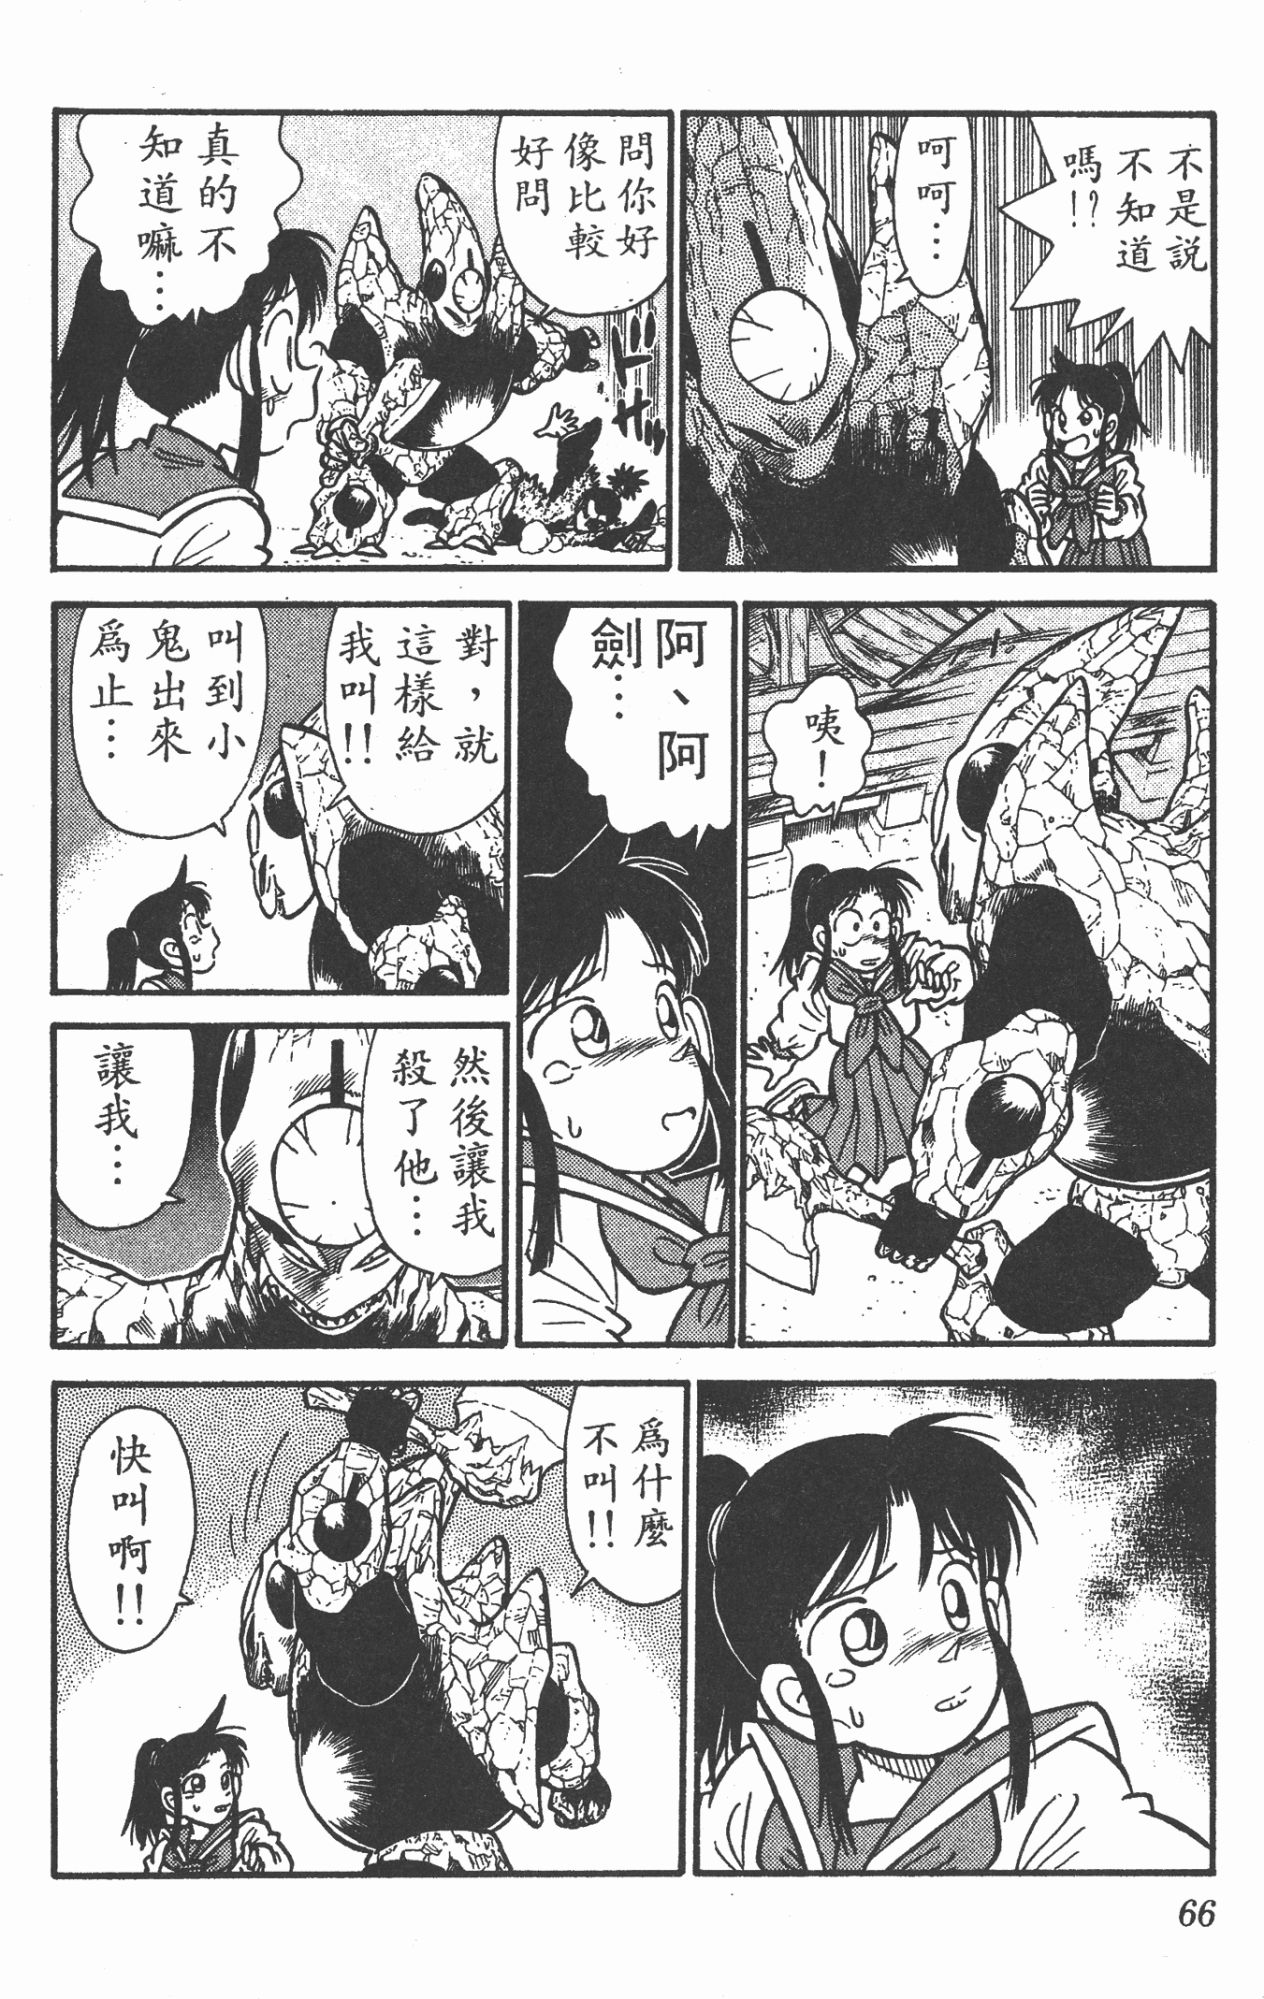 不是說
不知道
嗎!?
呵呵…
問你好
像比較
好問
ドサッ
真的不
知道嘛…
咦!
阿、阿
劍…
對，就
這樣給
我叫!!
叫到小
鬼出來
為止…
然後讓我
殺了他…
讓我…
為什麼
不叫!!
快叫啊!!
66